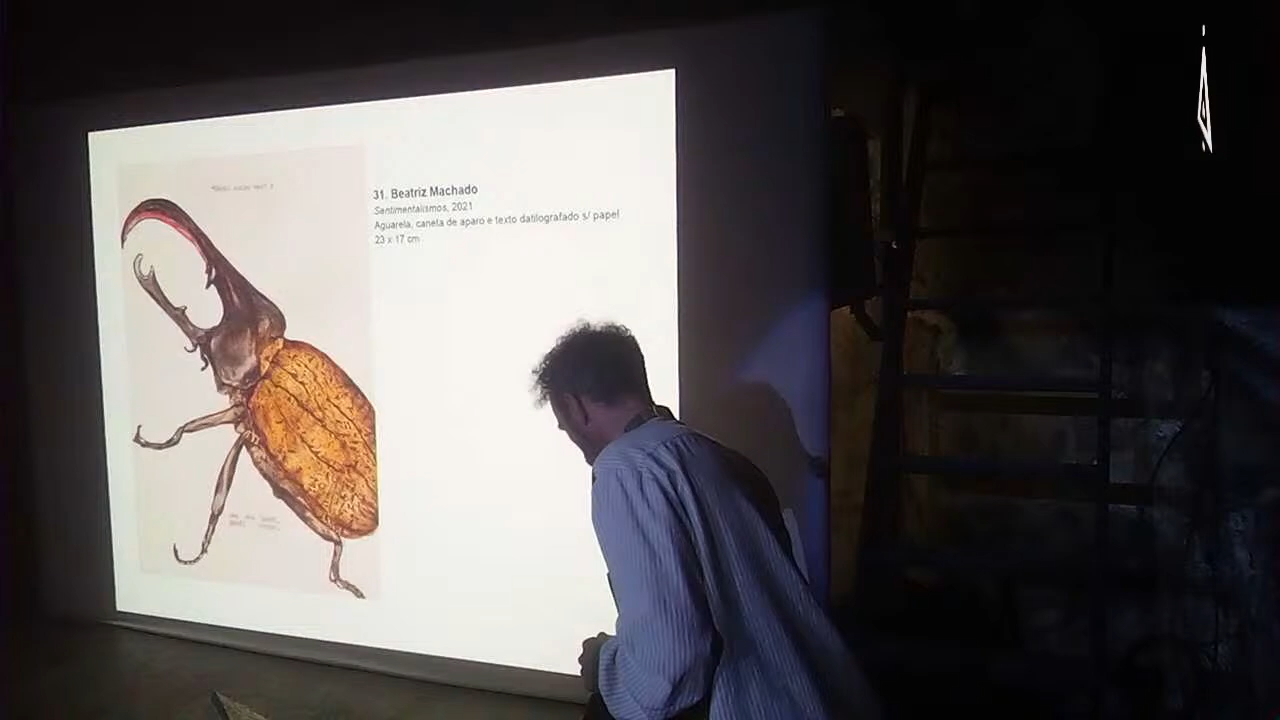 31. Beatriz Machado
Sentimentalismos, 2021
Aguarela, caneta de aparo e texto datilografado s/ papel
23 x 17 cm